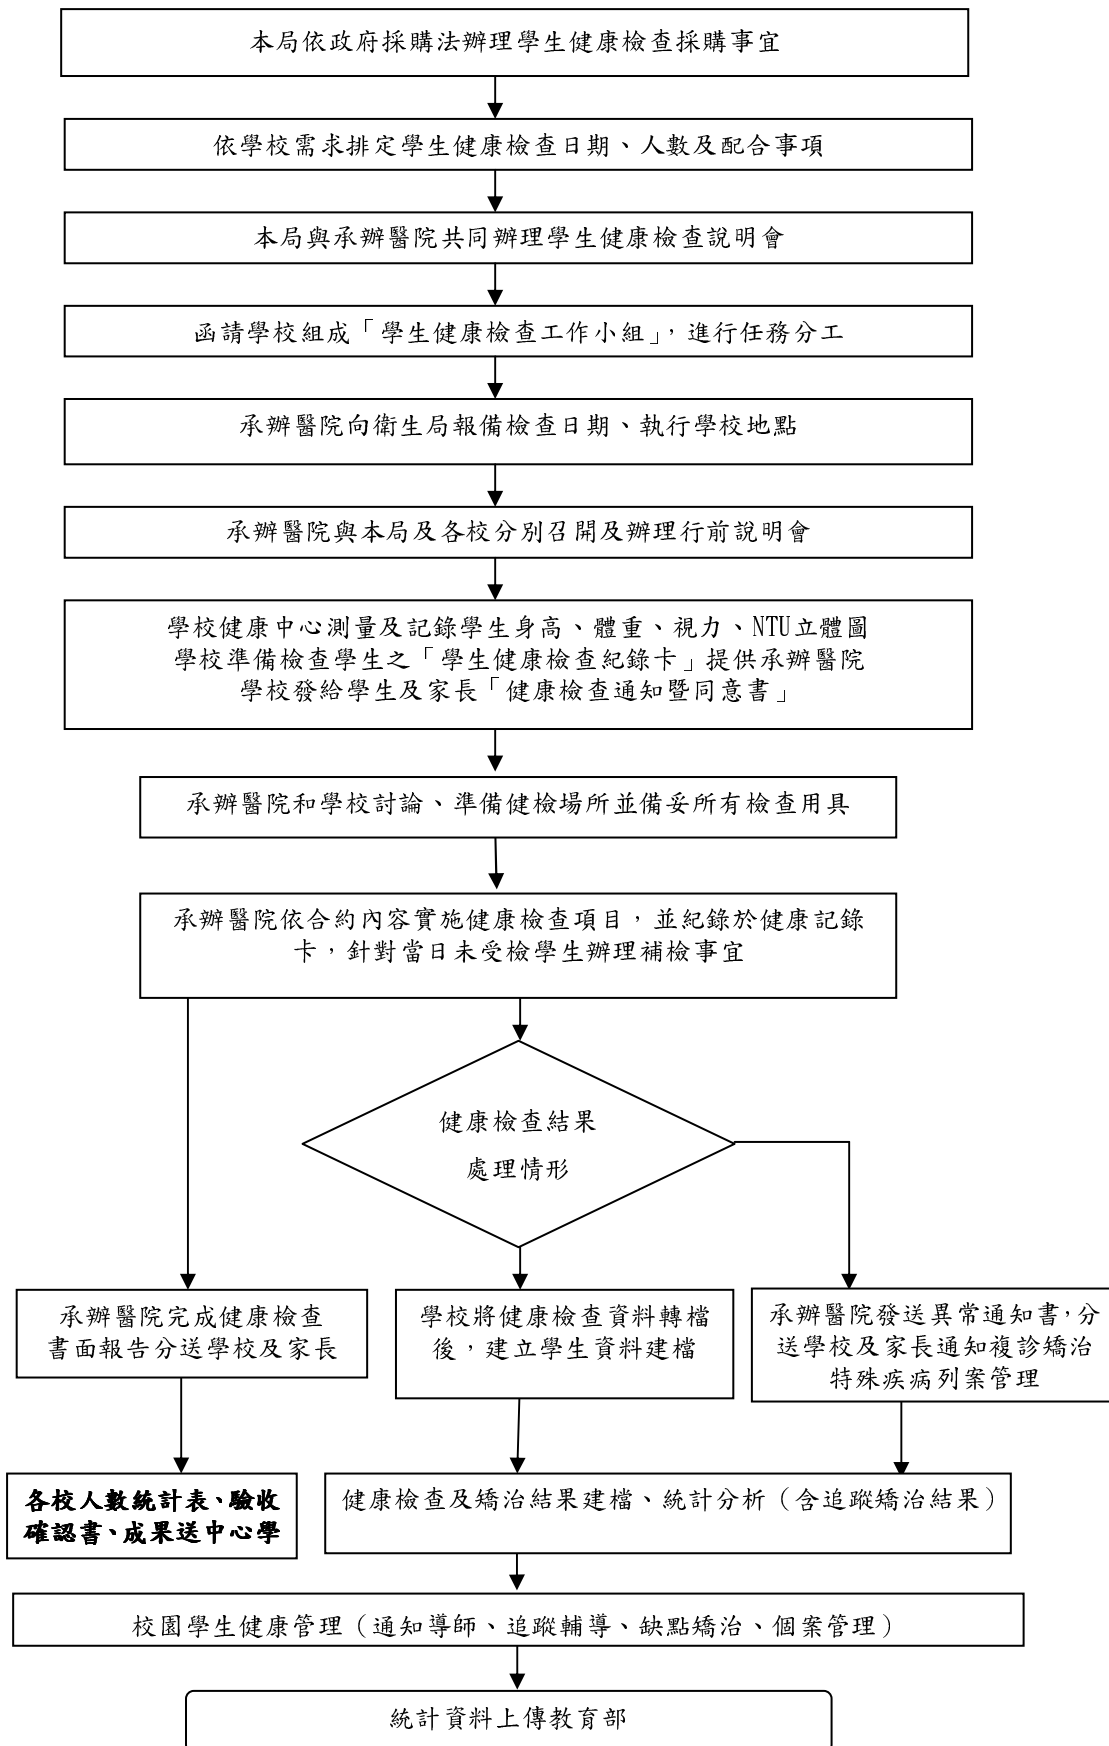 本局依政府採購法辦理學生健康檢查採購事宜
依學校需求排定學生健康檢查日期、人數及配合事項
本局與承辦醫院共同辦理學生健康檢查說明會
函請學校組成「學生健康檢查工作小組」，進行任務分工
承辦醫院向衛生局報備檢查日期、執行學校地點
承辦醫院與本局及各校分別召開及辦理行前說明會
學校健康中心測量及記錄學生身高、體重、視力、NTU立體圖
學校準備檢查學生之「學生健康檢查紀錄卡」提供承辦醫院
學校發給學生及家長「健康檢查通知暨同意書」
承辦醫院和學校討論、準備健檢場所並備妥所有檢查用具
承辦醫院依合約內容實施健康檢查項目，並紀錄於健康記錄
卡，針對當日未受檢學生辦理補檢事宜
健康檢查結果
處理情形
承辦醫院完成健康檢查
書面報告分送學校及家長
學校將健康檢查資料轉檔
後，建立學生資料建檔
承辦醫院發送異常通知書，分
送學校及家長通知複診矯治
特殊疾病列案管理
各校人數統計表、驗收
確認書、成果送中心學
健康檢查及矯治結果建檔、統計分析（含追蹤矯治結果）
校園學生健康管理（通知導師、追蹤輔導、缺點矯治、個案管理）
統計資料上傳教育部